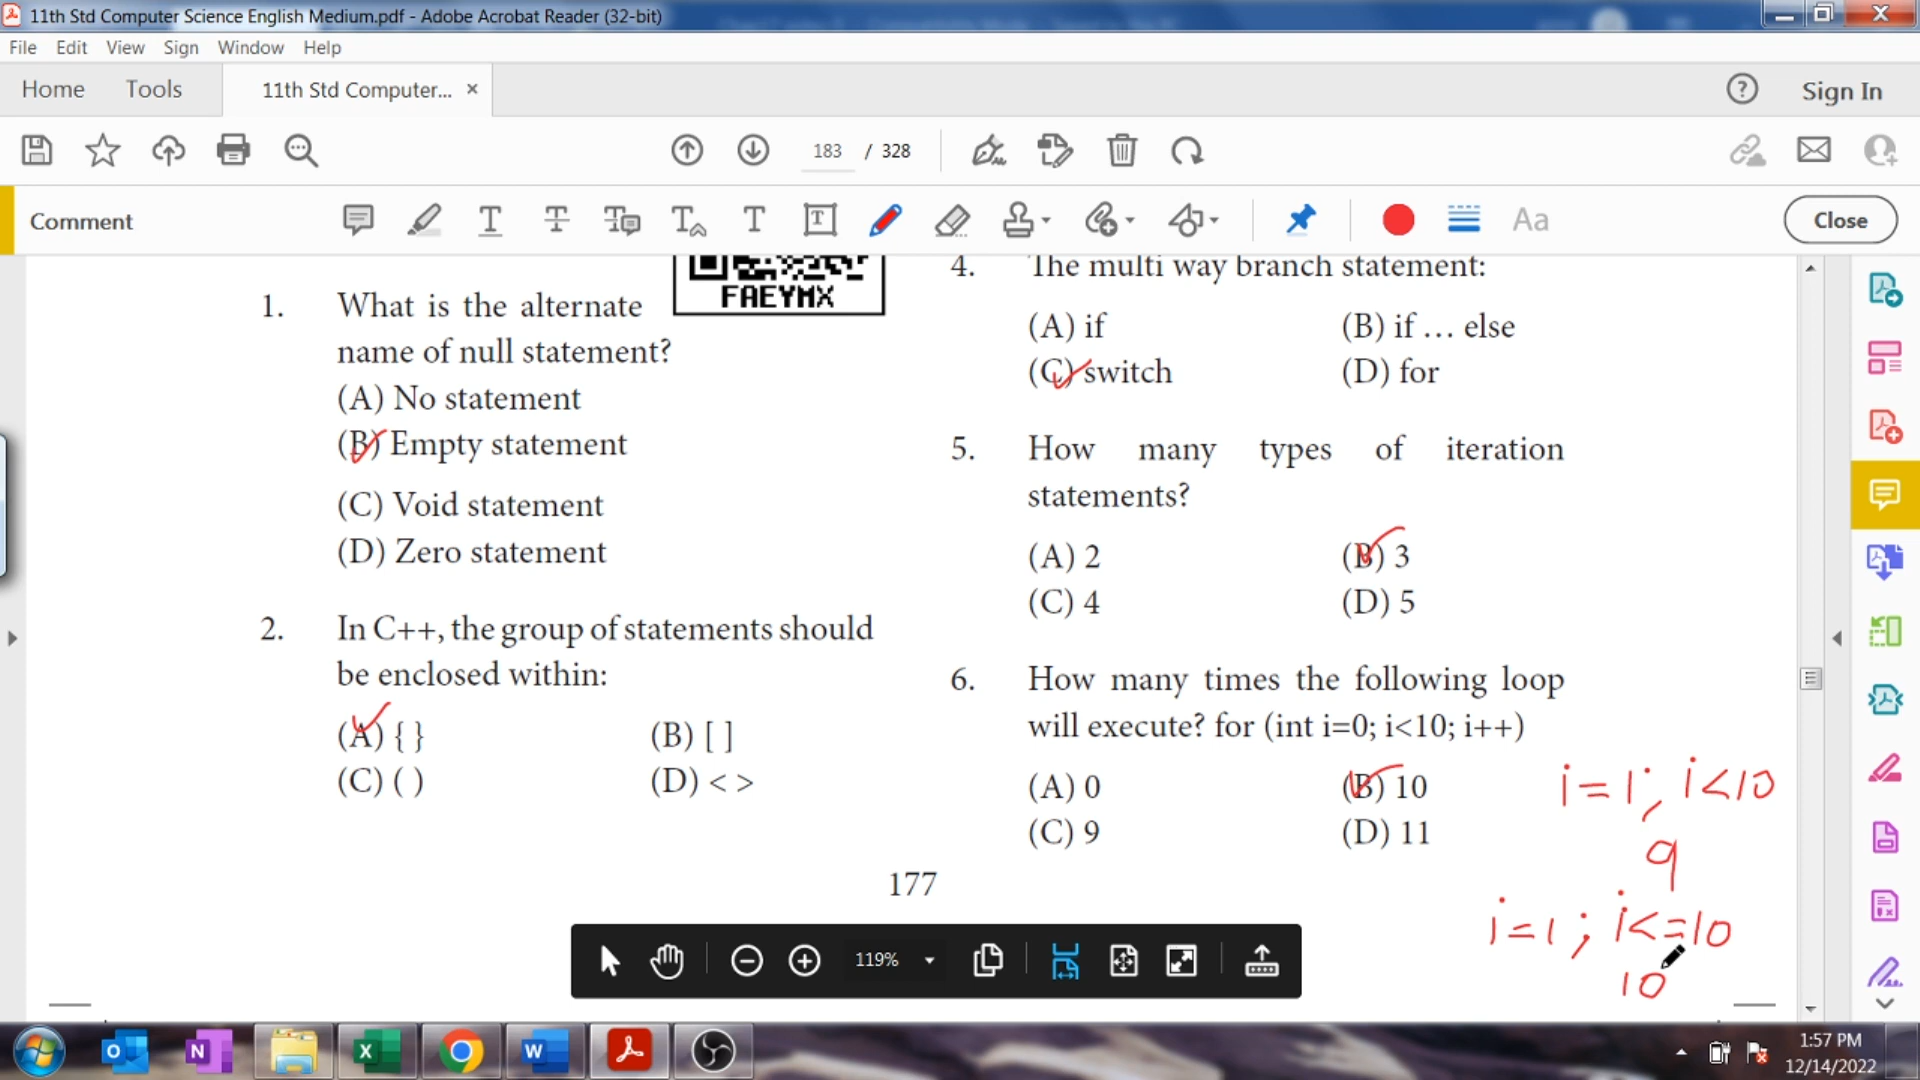 11th Std Computer Science English Medium.pdf - Adobe Acrobat Reader (32-bit)
File Edit View Sign Window Help
Home Tools 11th Std Computer... × ? Sign In
183 / 328
Comment T T T T T T Aa Close
FAEYMX
1. What is the alternate
name of null statement?
(A) No statement
(B) Empty statement
(C) Void statement
(D) Zero statement
2. In C++, the group of statements should
be enclosed within:
(A) { } (B) [ ]
(C) ( ) (D) < >
4. The multi way branch statement:
(A) if (B) if … else
(C) switch (D) for
5. How many types of iteration
statements?
(A) 2 (B) 3
(C) 4 (D) 5
6. How many times the following loop
will execute? for (int i=0; i<10; i++)
(A) 0 (B) 10
(C) 9 (D) 11
i=1; i<10
9
i=1; i<=10
10
177
119%
1:57 PM
12/14/2022